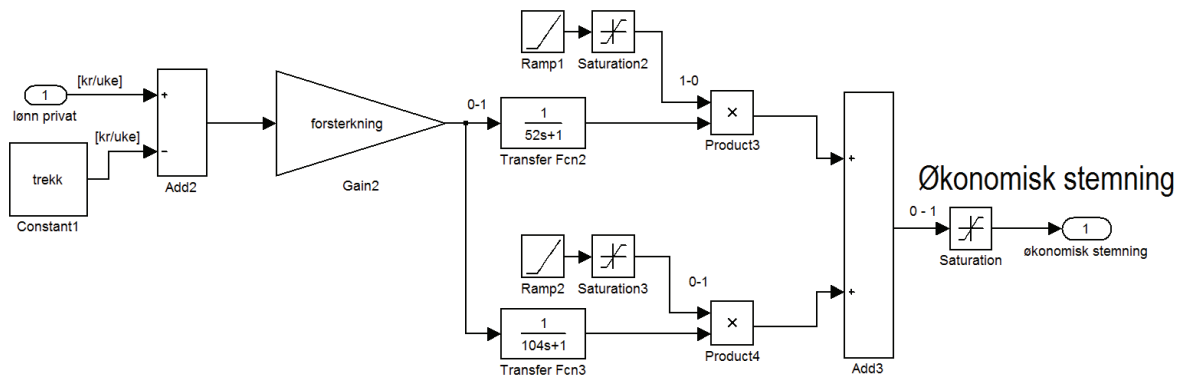 Ramp1
Saturation2
[kr/uke]
1
lønn privat
+
[kr/uke]
−
trekk
Constant1
Add2
forsterkning
Gain2
0-1
1
52s+1
Transfer Fcn2
1-0
×
Product3
Ramp2
Saturation3
0-1
1
104s+1
Transfer Fcn3
×
Product4
+
+
Add3
Økonomisk stemning
0 - 1
Saturation
1
økonomisk stemning